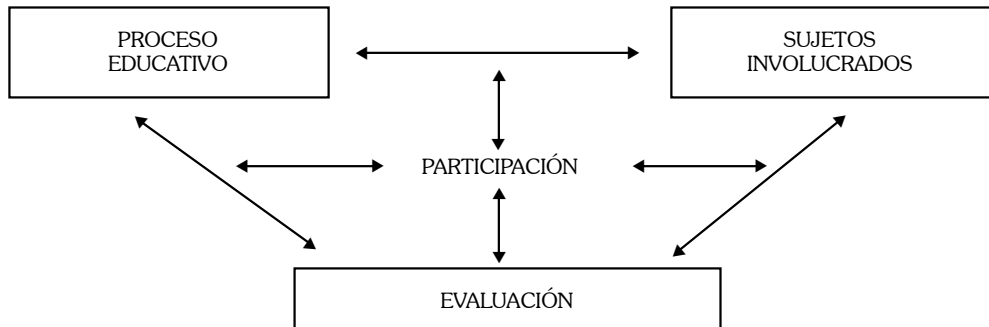 PROCESO
EDUCATIVO
SUJETOS
INVOLUCRADOS
PARTICIPACIÓN
EVALUACIÓN